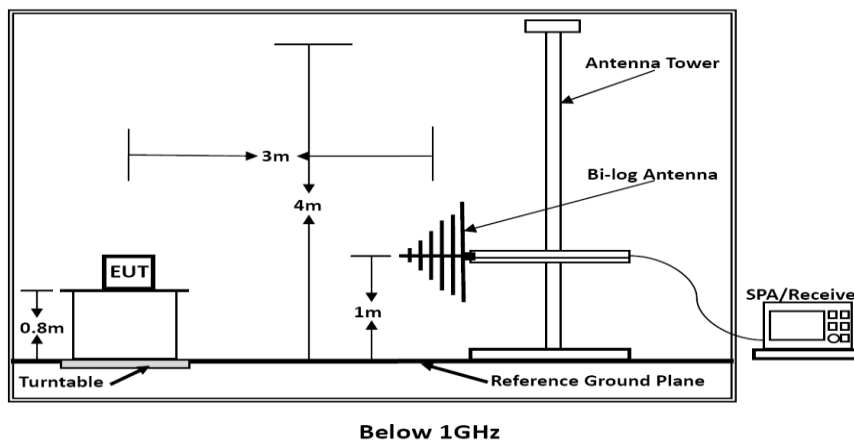 Antenna Tower
3m
Bi-log Antenna
4m
EUT
SPA/Receive
0.8m
1m
Turntable
Reference Ground Plane
Below 1GHz